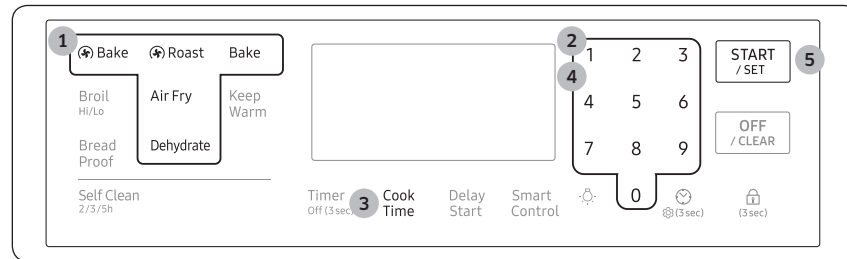 1
Bake Roast Bake
2
1 2 3
START
/ SET
5
4
Broil
Hi/Lo
Air Fry
Keep
Warm
4 5 6
Bread
Proof
Dehydrate
7 8 9
OFF
/ CLEAR
Self Clean
2/3/5h
Timer
Off (3 sec)
3
Cook
Time
Delay
Start
Smart
Control
0
(3 sec)
(3 sec)